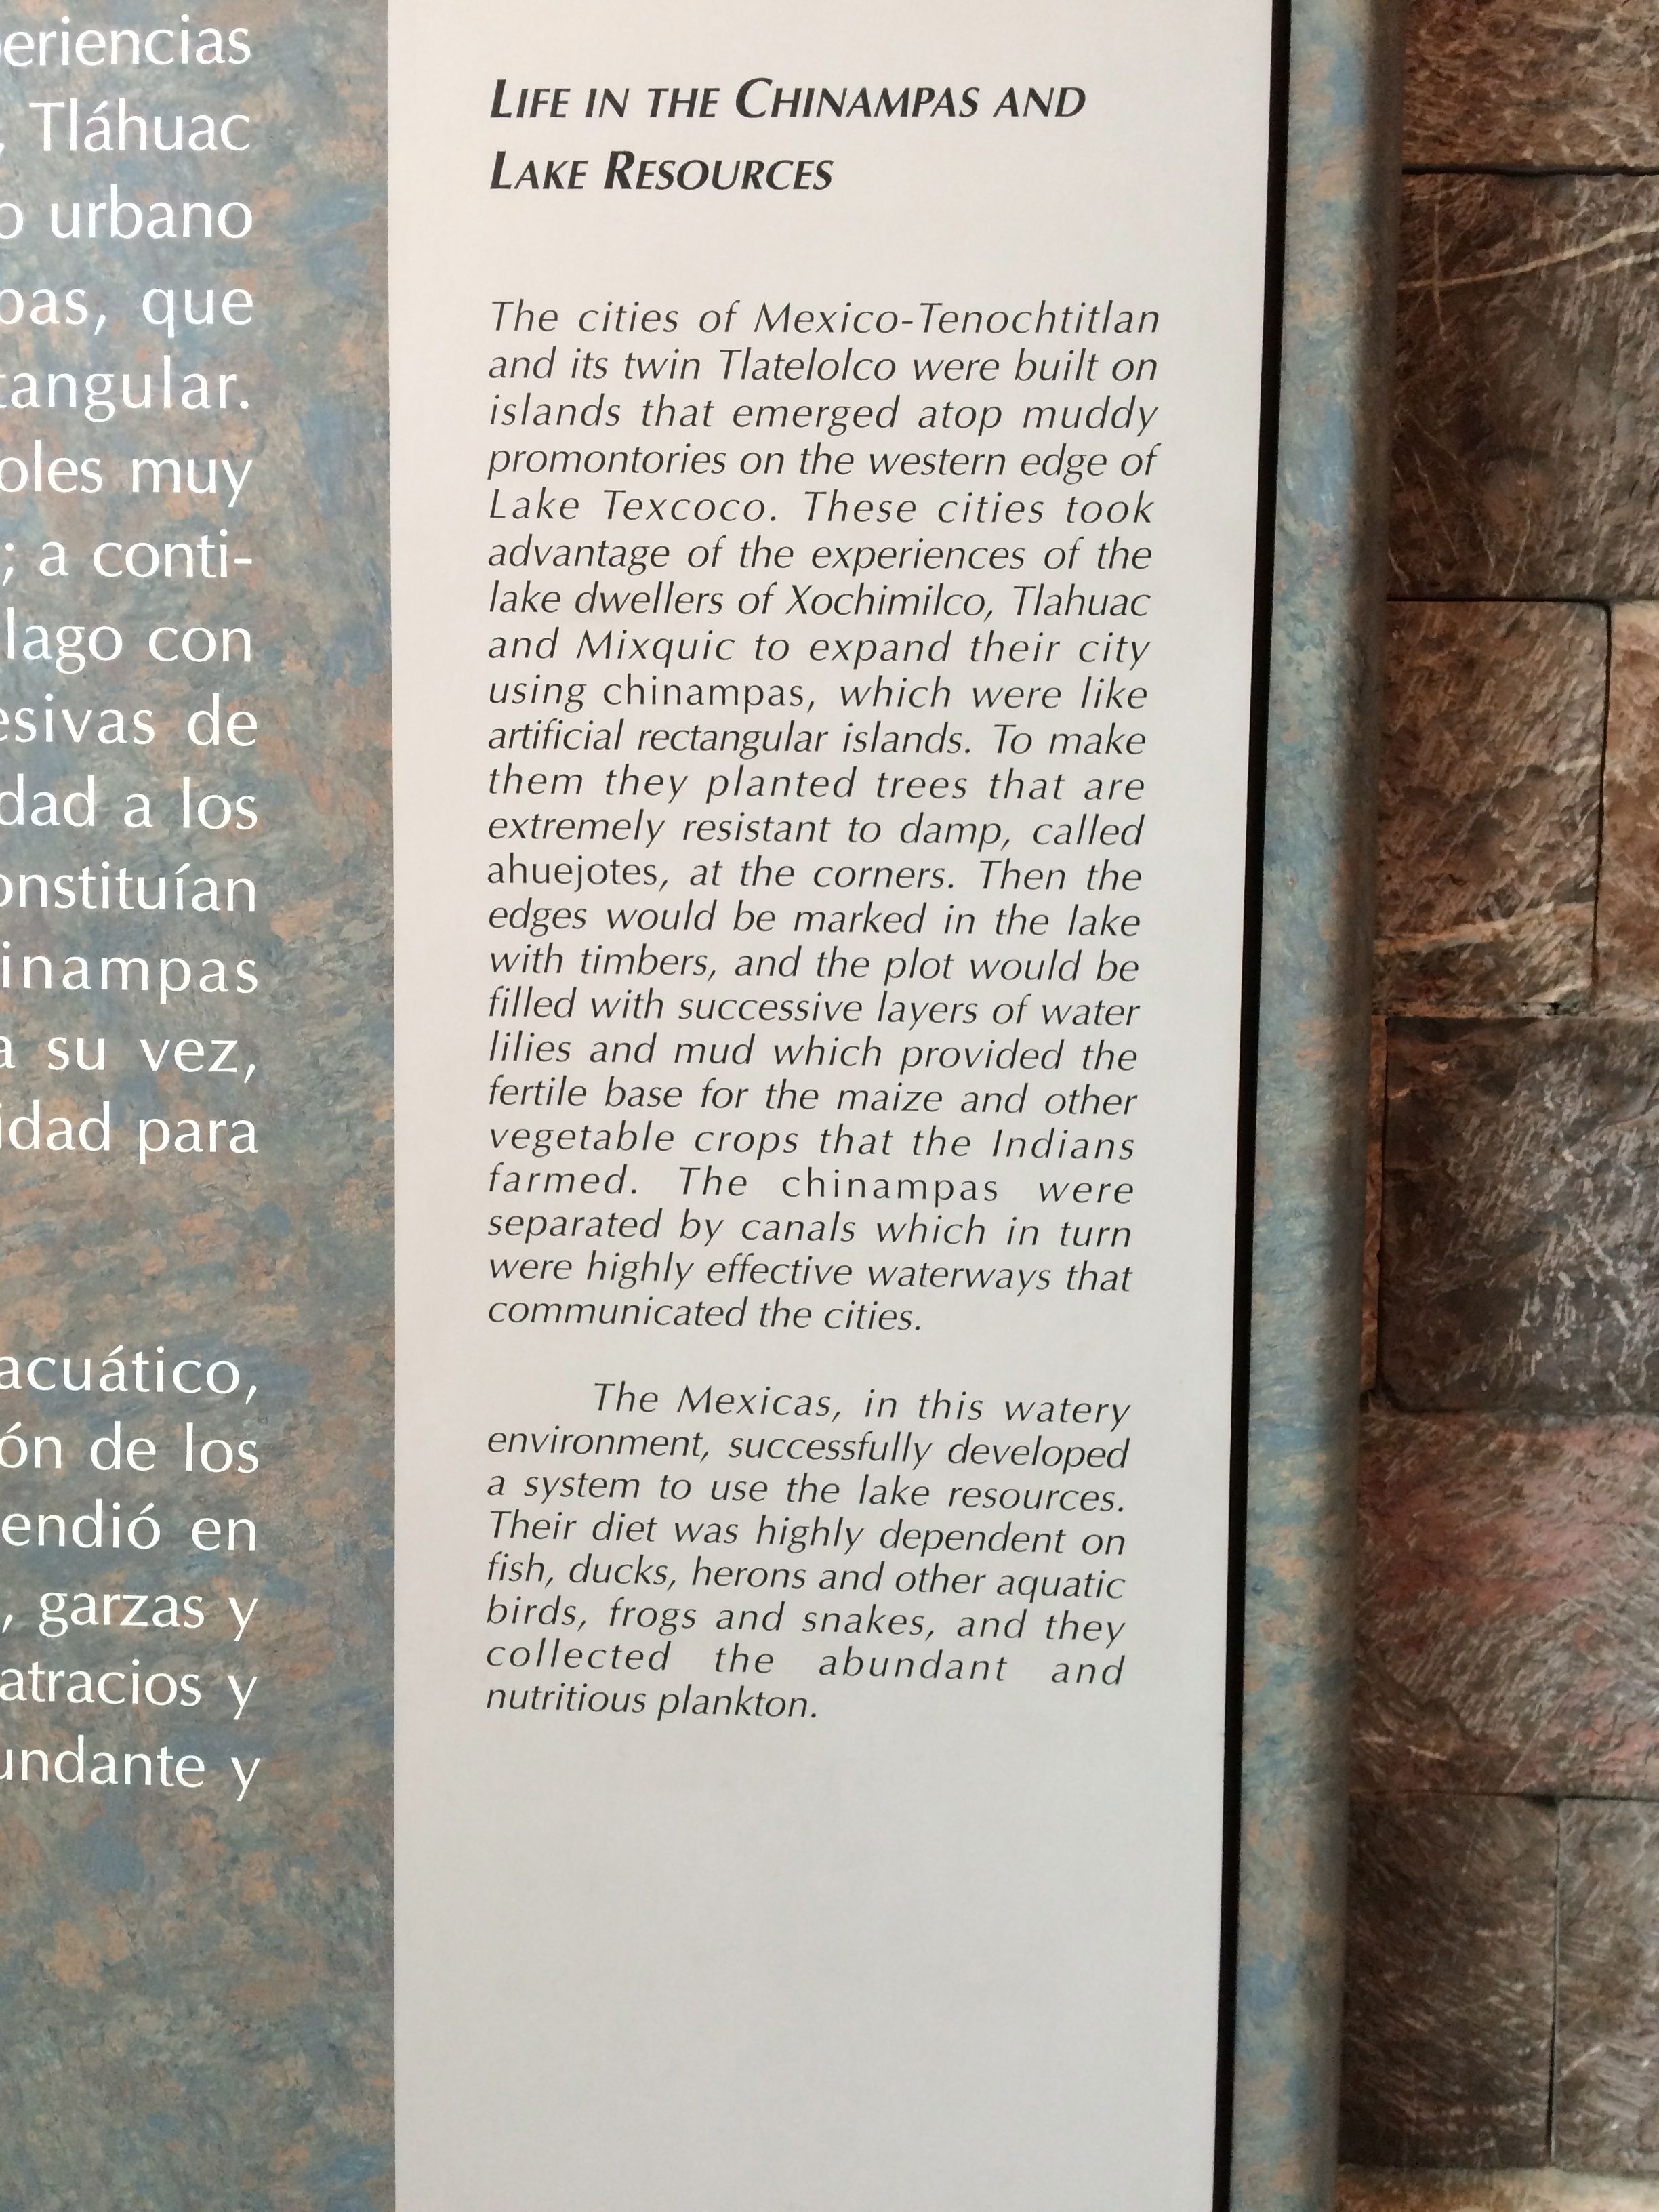 eriencias
, Tláhuac
o urbano
bas, que
tangular.
oles muy
; a conti-
lago con
esivas de
dad a los
onstituían
inampas
a su vez,
idad para
acuático,
ón de los
endió en
, garzas y
atracios y
undante y
LIFE IN THE CHINAMPAS AND
LAKE RESOURCES
The cities of Mexico-Tenochtitlan
and its twin Tlatelolco were built on
islands that emerged atop muddy
promontories on the western edge of
Lake Texcoco. These cities took
advantage of the experiences of the
lake dwellers of Xochimilco, Tlahuac
and Mixquic to expand their city
using chinampas, which were like
artificial rectangular islands. To make
them they planted trees that are
extremely resistant to damp, called
ahuejotes, at the corners. Then the
edges would be marked in the lake
with timbers, and the plot would be
filled with successive layers of water
lilies and mud which provided the
fertile base for the maize and other
vegetable crops that the Indians
farmed. The chinampas were
separated by canals which in turn
were highly effective waterways that
communicated the cities.
The Mexicas, in this watery
environment, successfully developed
a system to use the lake resources.
Their diet was highly dependent on
fish, ducks, herons and other aquatic
birds, frogs and snakes, and they
collected the abundant and
nutritious plankton.